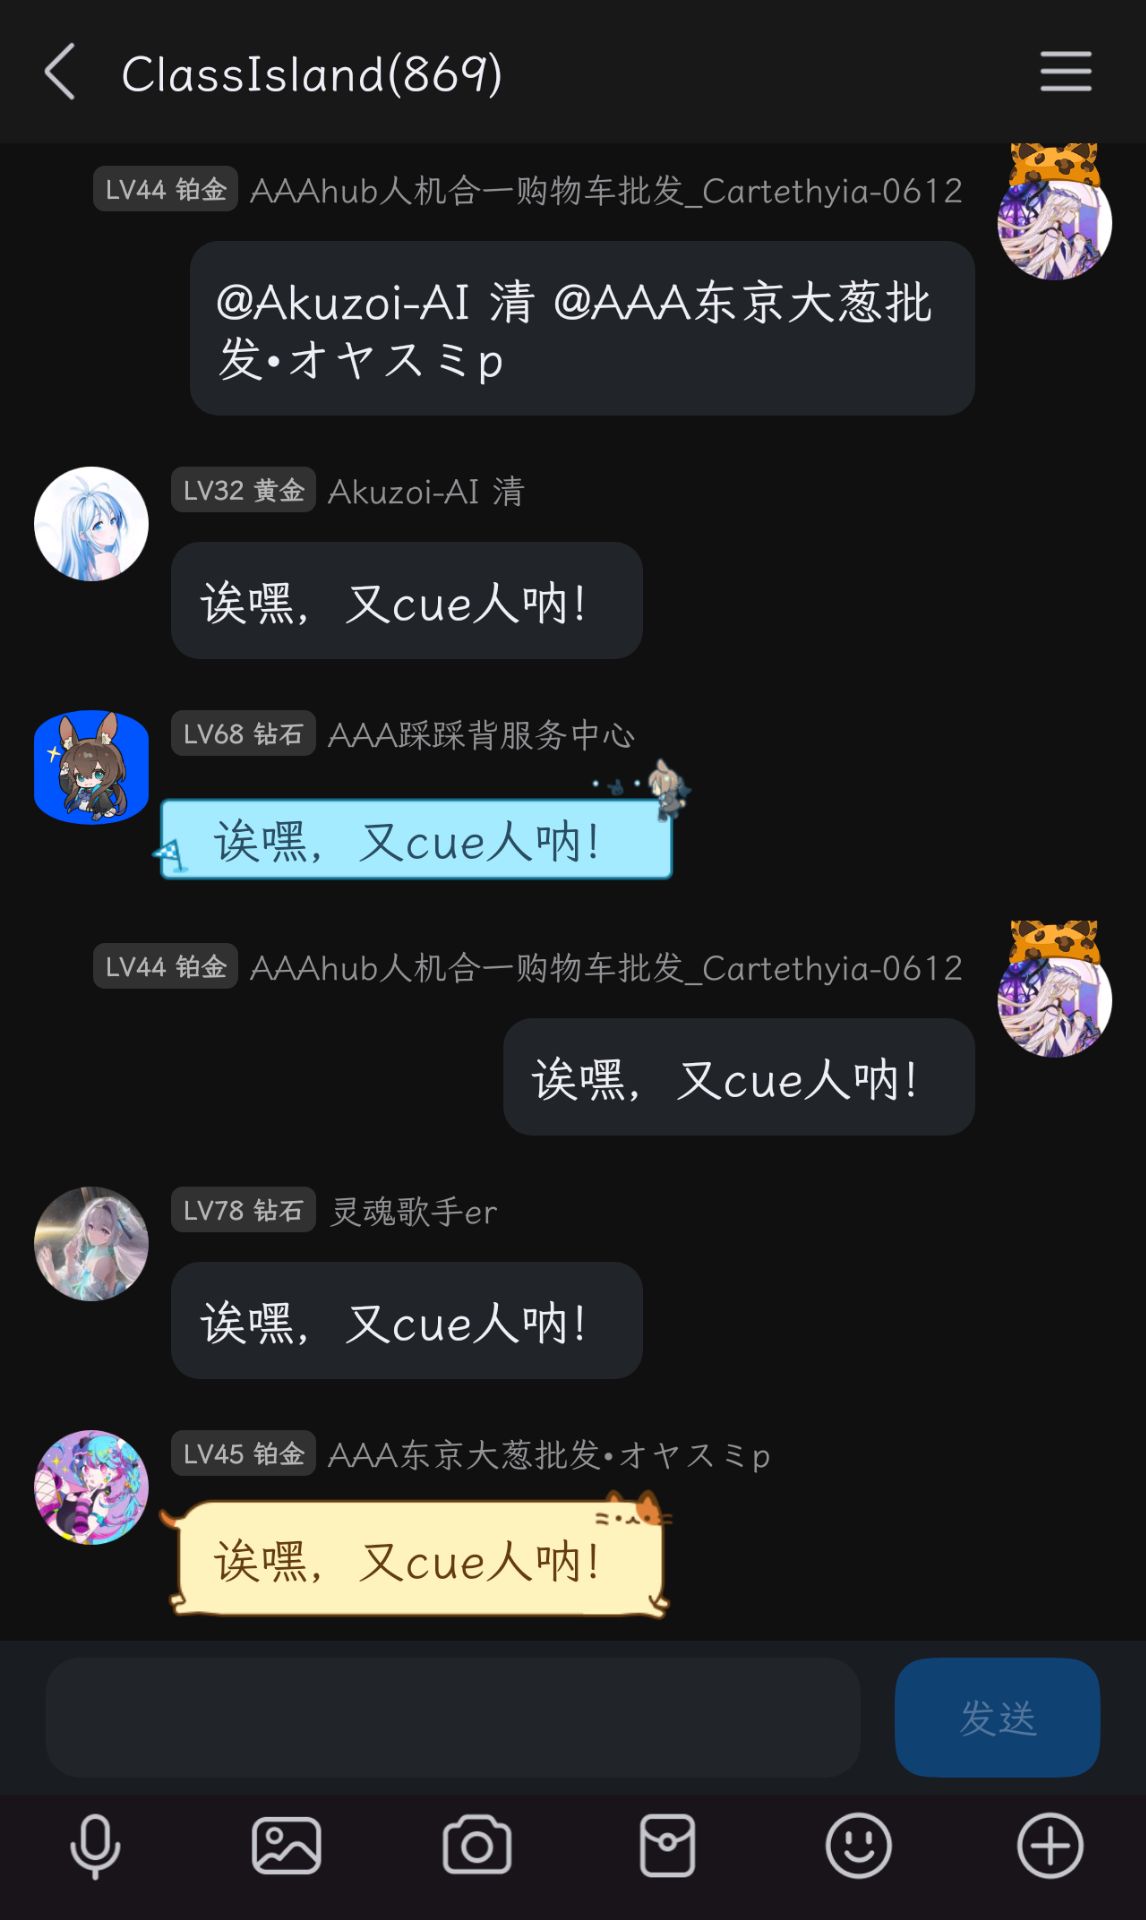 ClassIsland(869)
LV44 铂金 AAAhub人机合一购物车批发_Cartethyia-0612
@Akuzoi-AI 清 @AAA东京大葱批
发•オヤスミp
LV32 黄金 Akuzoi-AI 清
诶嘿，又cue人呐！
LV68 钻石 AAA踩踩背服务中心
诶嘿，又cue人呐！
LV44 铂金 AAAhub人机合一购物车批发_Cartethyia-0612
诶嘿，又cue人呐！
LV78 钻石 灵魂歌手er
诶嘿，又cue人呐！
LV45 铂金 AAA东京大葱批发•オヤスミp
诶嘿，又cue人呐！
发送